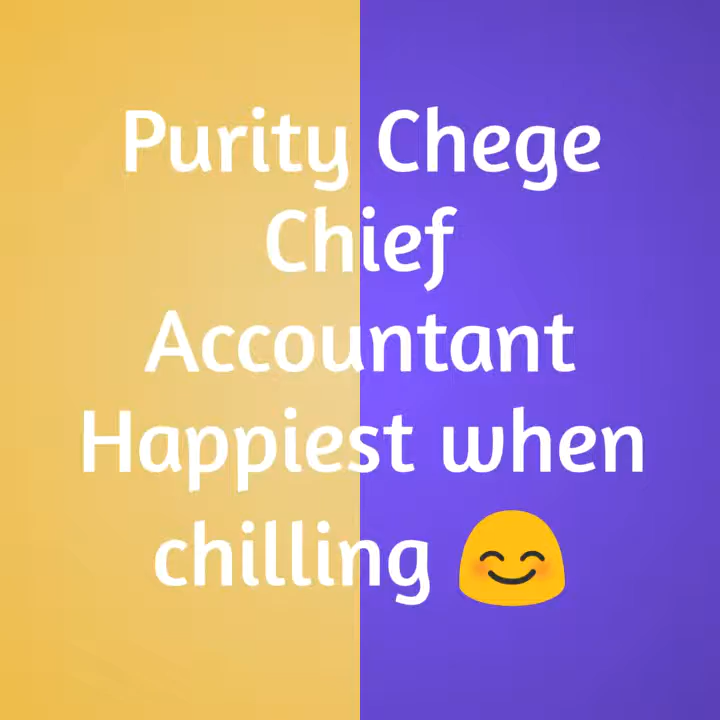 Purity Chege
Chief
Accountant
Happiest when
chilling 😊